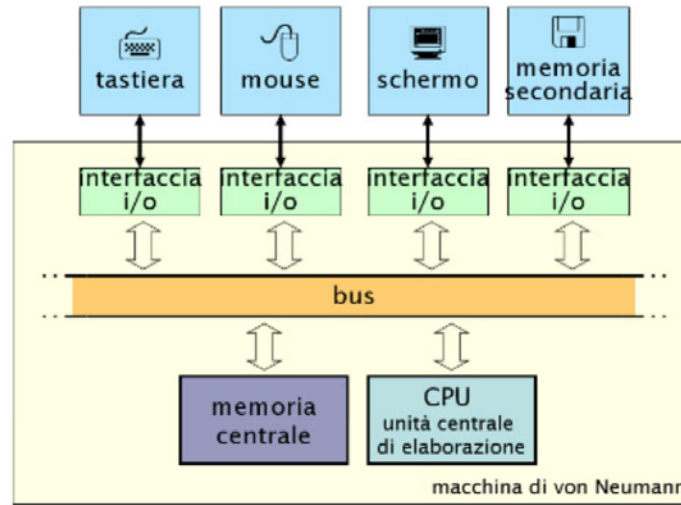 tastiera
mouse
schermo
memoria
secondaria
interfaccia
i/o
interfaccia
i/o
interfaccia
i/o
interfaccia
i/o
bus
memoria
centrale
CPU
unità centrale
di elaborazione
macchina di von Neumann